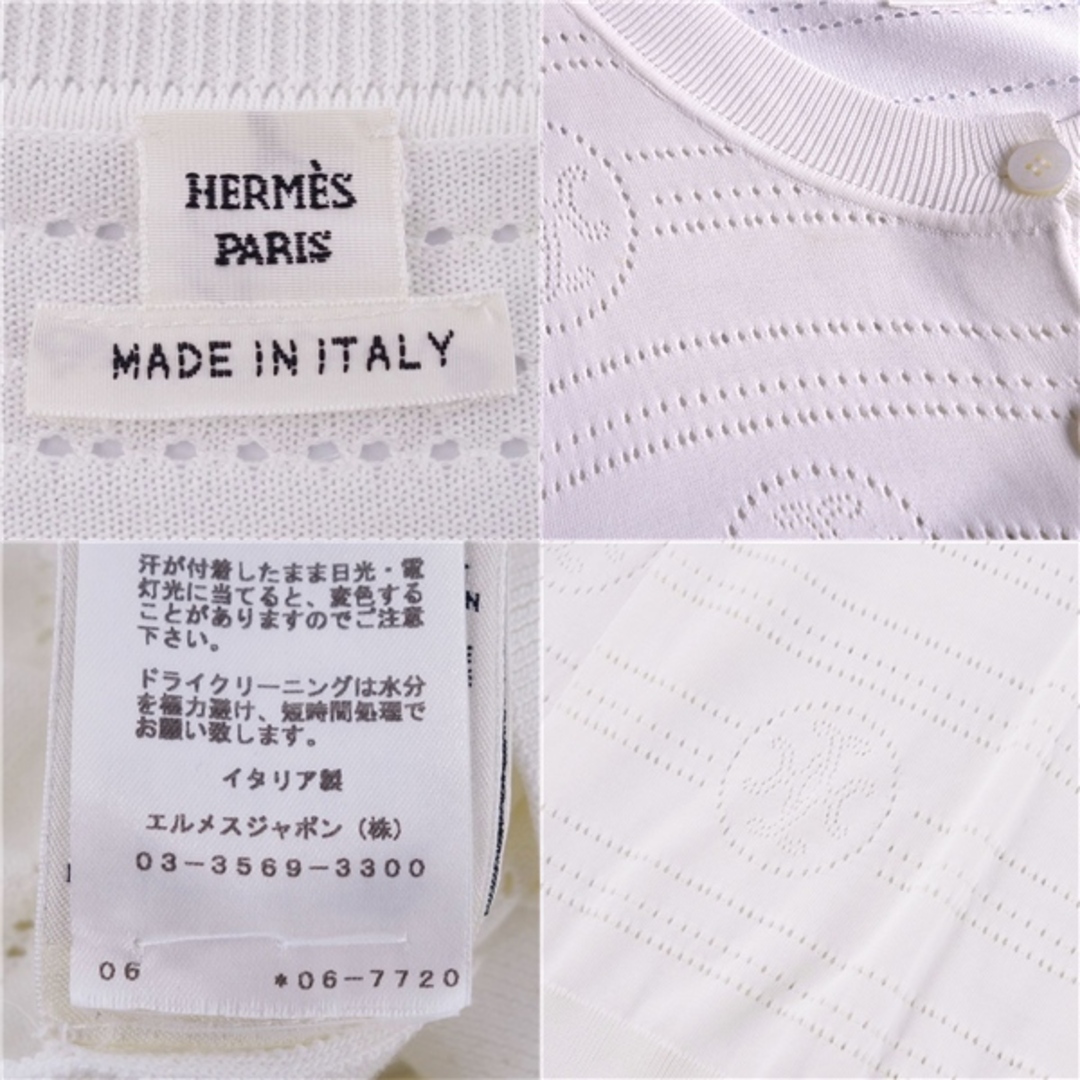 HERMÈS
PARIS
MADE IN ITALY
汗が付着したまま日光・電
灯光に当てると、変色する
ことがありますのでご注意
下さい。
ドライクリーニングは水分
を極力避け、短時間処理で
お願い致します。
イタリア製
エルメスジャポン（株）
03-3569-3300
06
*06-7720